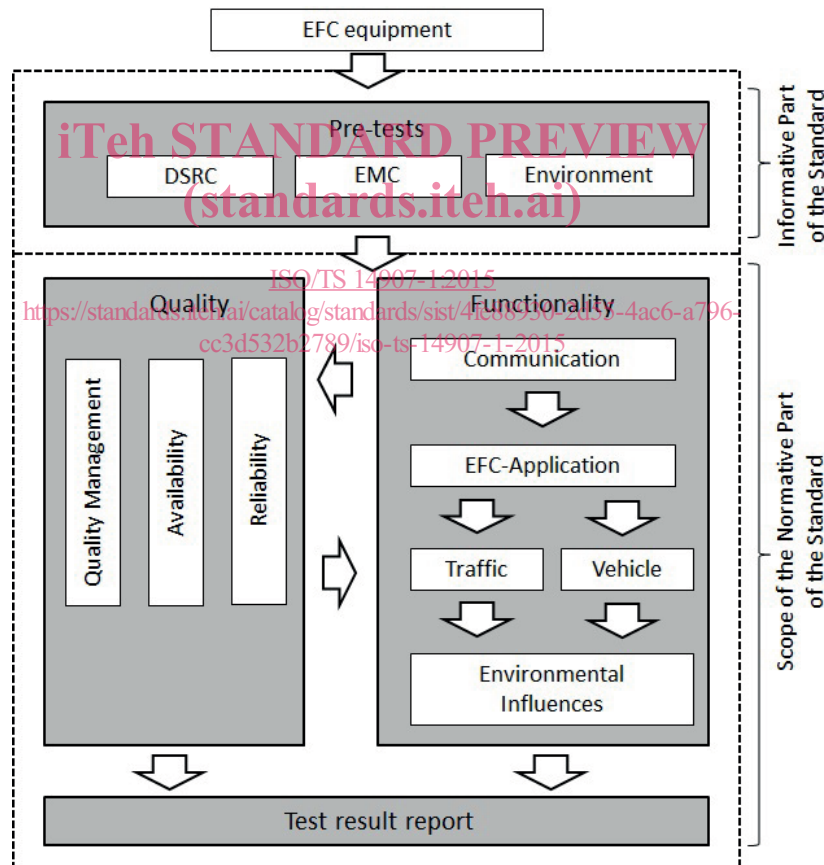 EFC equipment
Pre-tests
iTeh STANDARD PREVIEW
DSRC
EMC
Environment
(standards.iteh.ai)
Informative Part
of the Standard
ISO/TS 14907-1:2015
Quality
Functionality
cc3d532b2789/iso-ts-14907-1-2015
Communication
EFC-Application
Quality Management
Availability
Reliability
Traffic
Vehicle
Environmental
Influences
Scope of the Normative Part
of the Standard
Test result report